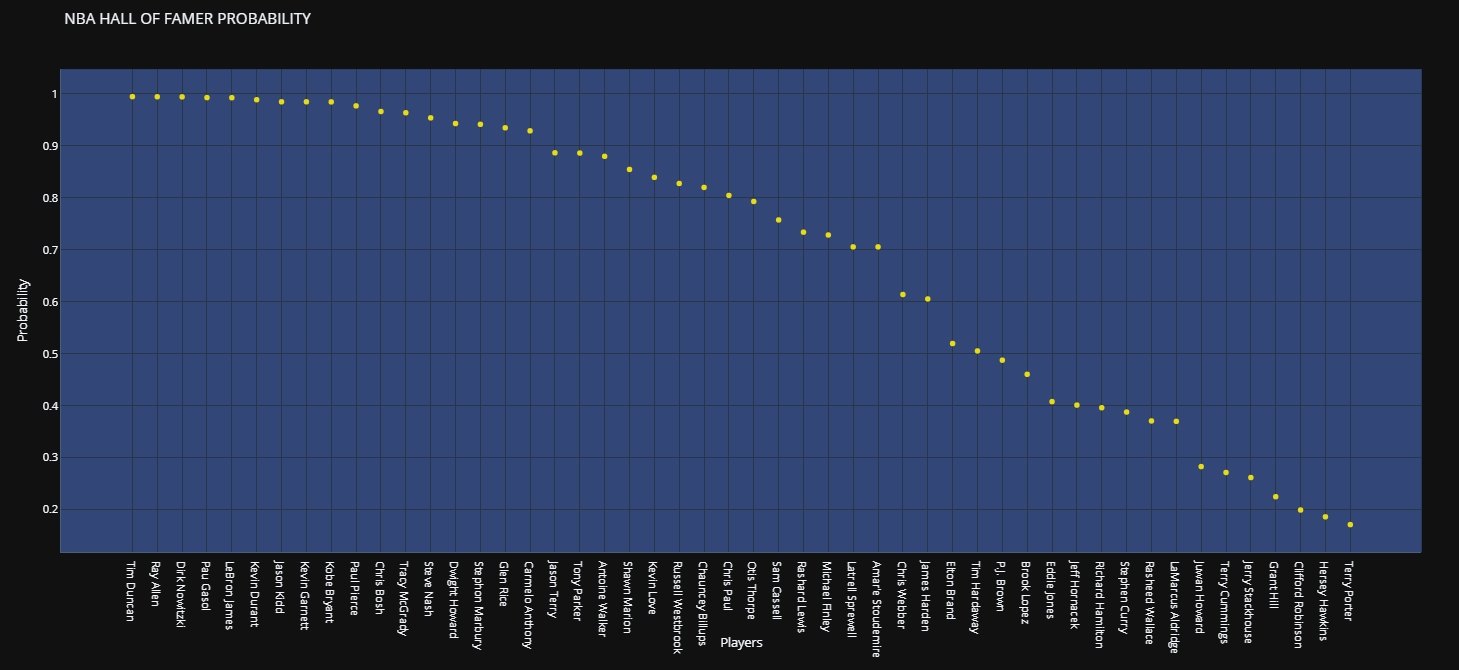 NBA HALL OF FAMER PROBABILITY
Probability
1
0.9
0.8
0.7
0.6
0.5
0.4
0.3
0.2
Tim Duncan
Ray Allen
Dirk Nowitzki
Pau Gasol
LeBron James
Kevin Durant
Jason Kidd
Kevin Garnett
Kobe Bryant
Paul Pierce
Chris Bosh
Tracy McGrady
Steve Nash
Dwight Howard
Stephon Marbury
Glen Rice
Carmelo Anthony
Jason Terry
Tony Parker
Antoine Walker
Shawn Marion
Kevin Love
Russell Westbrook
Chauncey Billups
Chris Paul
Otis Thorpe
Sam Cassell
Rashard Lewis
Michael Finley
Latrell Sprewell
Amar'e Stoudemire
Chris Webber
James Harden
Elton Brand
Tim Hardaway
P.J. Brown
Brook Lopez
Eddie Jones
Jeff Hornacek
Richard Hamilton
Stephen Curry
Rasheed Wallace
LaMarcus Aldridge
Juwan Howard
Terry Cummings
Jerry Stackhouse
Grant Hill
Clifford Robinson
Hersey Hawkins
Terry Porter
Players